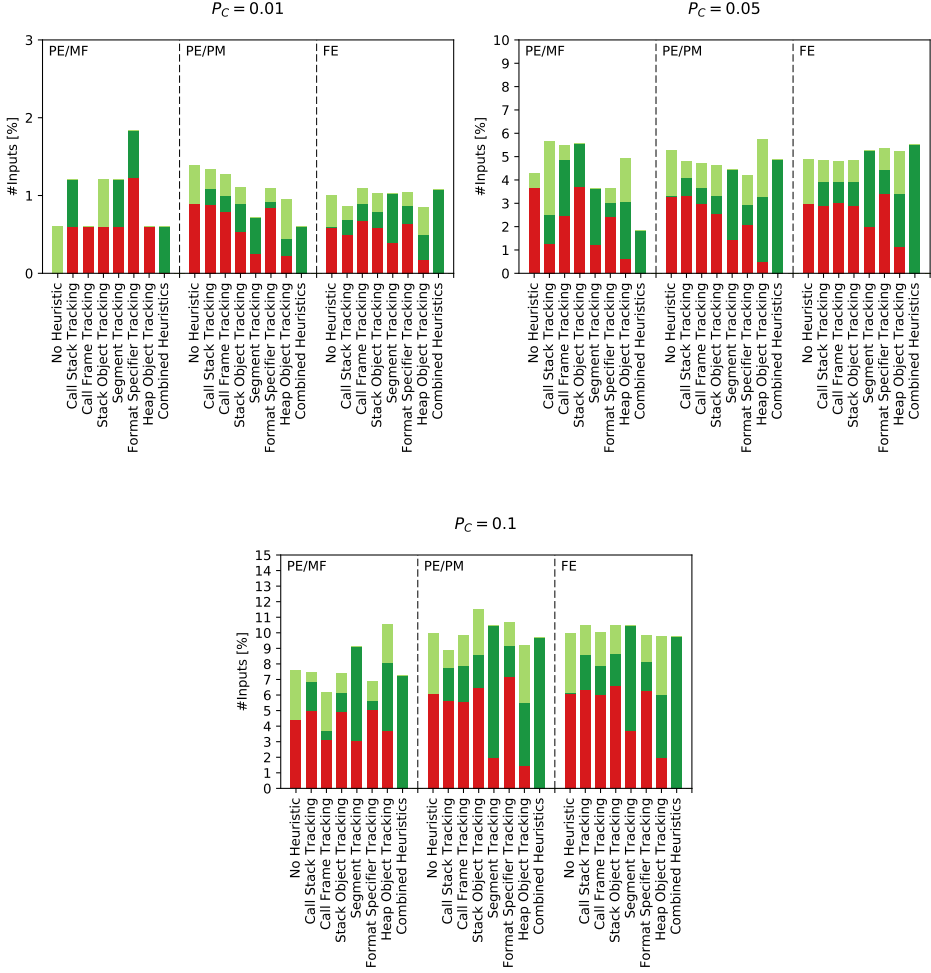 P_C = 0.01
#Inputs [%]
3
2
1
0
PE/MF
PE/PM
FE
No Heuristic
Call Stack Tracking
Call Frame Tracking
Stack Object Tracking
Segment Tracking
Format Specifier Tracking
Heap Object Tracking
Combined Heuristics
No Heuristic
Call Stack Tracking
Call Frame Tracking
Stack Object Tracking
Segment Tracking
Format Specifier Tracking
Heap Object Tracking
Combined Heuristics
No Heuristic
Call Stack Tracking
Call Frame Tracking
Stack Object Tracking
Segment Tracking
Format Specifier Tracking
Heap Object Tracking
Combined Heuristics
P_C = 0.05
#Inputs [%]
10
9
8
7
6
5
4
3
2
1
0
PE/MF
PE/PM
FE
No Heuristic
Call Stack Tracking
Call Frame Tracking
Stack Object Tracking
Segment Tracking
Format Specifier Tracking
Heap Object Tracking
Combined Heuristics
No Heuristic
Call Stack Tracking
Call Frame Tracking
Stack Object Tracking
Segment Tracking
Format Specifier Tracking
Heap Object Tracking
Combined Heuristics
No Heuristic
Call Stack Tracking
Call Frame Tracking
Stack Object Tracking
Segment Tracking
Format Specifier Tracking
Heap Object Tracking
Combined Heuristics
P_C = 0.1
#Inputs [%]
15
14
13
12
11
10
9
8
7
6
5
4
3
2
1
0
PE/MF
PE/PM
FE
No Heuristic
Call Stack Tracking
Call Frame Tracking
Stack Object Tracking
Segment Tracking
Format Specifier Tracking
Heap Object Tracking
Combined Heuristics
No Heuristic
Call Stack Tracking
Call Frame Tracking
Stack Object Tracking
Segment Tracking
Format Specifier Tracking
Heap Object Tracking
Combined Heuristics
No Heuristic
Call Stack Tracking
Call Frame Tracking
Stack Object Tracking
Segment Tracking
Format Specifier Tracking
Heap Object Tracking
Combined Heuristics